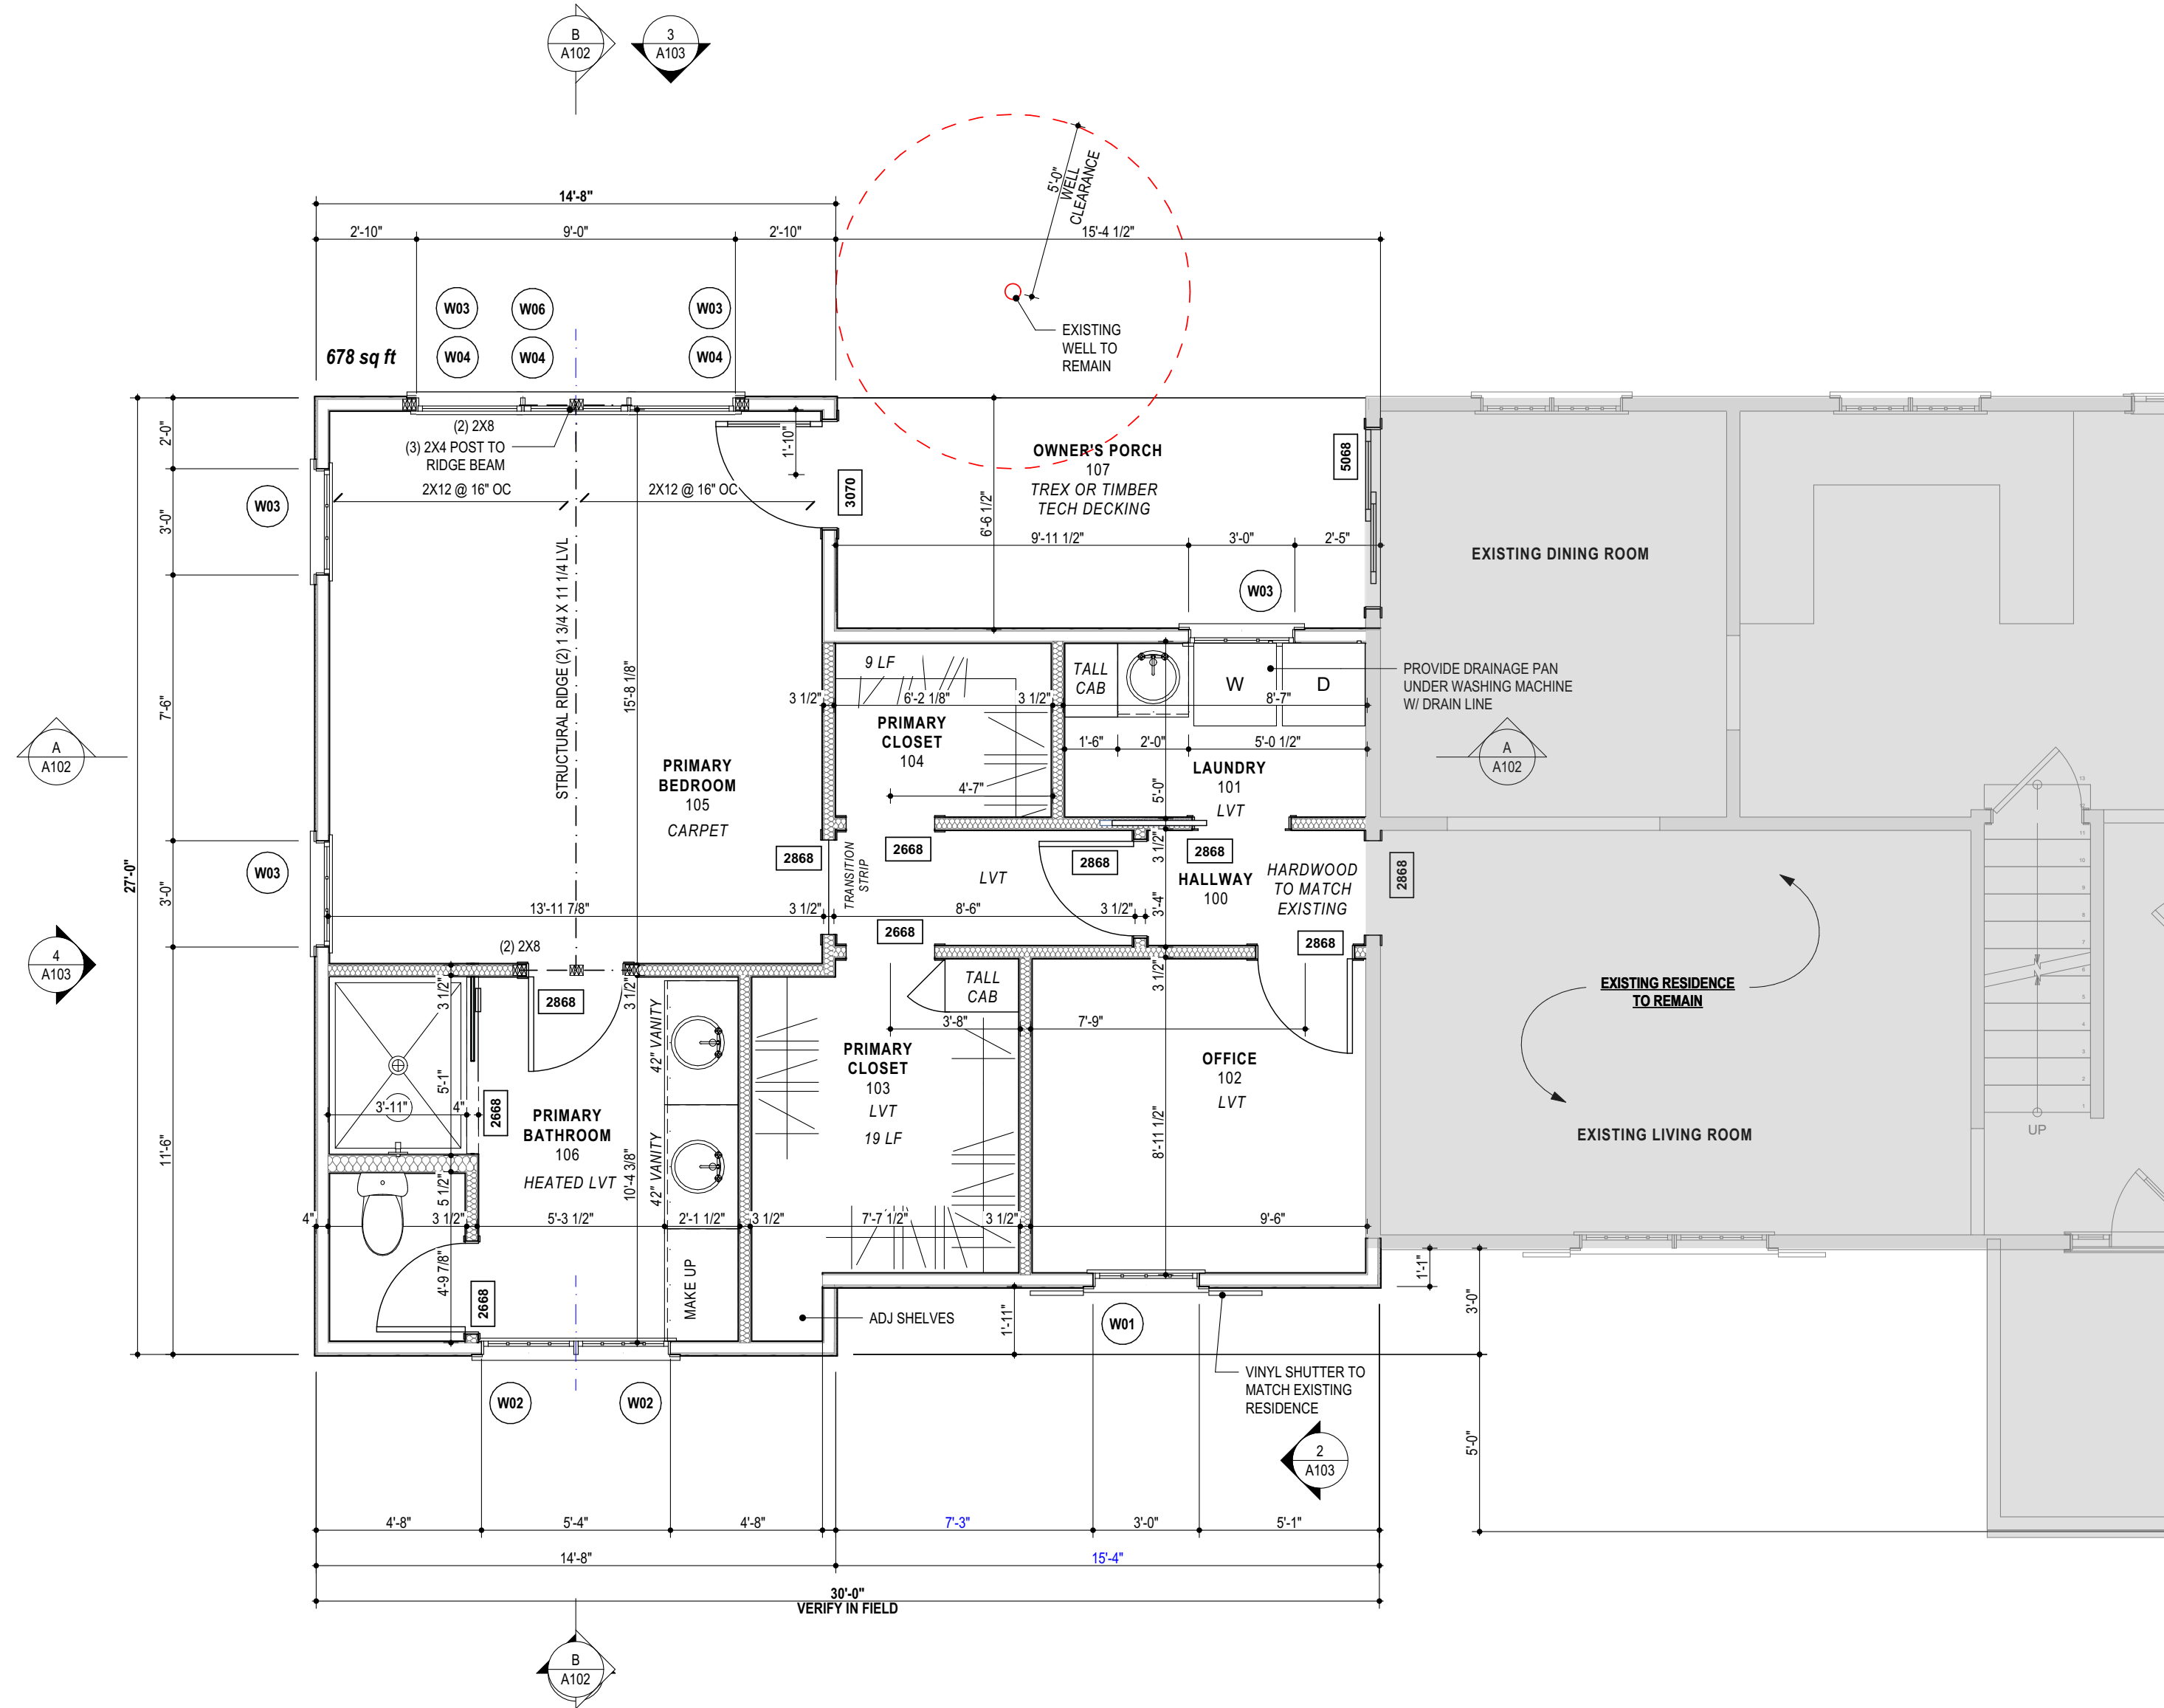 B
A102
3
A103
14'-8"
2'-10"
9'-0"
2'-10"
15'-4 1/2"
5'-0"
WELL
CLEARANCE
W03
W06
W03
W04
W04
W04
678 sq ft
EXISTING
WELL TO
REMAIN
(2) 2X8
(3) 2X4 POST TO
RIDGE BEAM
2X12 @ 16" OC
2X12 @ 16" OC
1'-10"
3070
OWNER'S PORCH
107
TREX OR TIMBER
TECH DECKING
5068
6'-6 1/2"
9'-11 1/2"
3'-0"
2'-5"
W03
EXISTING DINING ROOM
2'-0"
W03
3'-0"
7'-6"
27'-0"
3'-0"
11'-6"
STRUCTURAL RIDGE (2) 1 3/4 X 11 1/4 LVL
15'-8 1/8"
9 LF
TALL
CAB
W
D
PROVIDE DRAINAGE PAN
UNDER WASHING MACHINE
W/ DRAIN LINE
3 1/2"
6'-2 1/8"
3 1/2"
8'-7"
PRIMARY
CLOSET
104
1'-6"
2'-0"
5'-0 1/2"
A
A102
A
A102
PRIMARY
BEDROOM
105
CARPET
4'-7"
LAUNDRY
101
LVT
5'-0"
2868
TRANSITION
STRIP
2668
2868
3 1/2"
2868
W03
LVT
HALLWAY
100
HARDWOOD
TO MATCH
EXISTING
2868
13'-11 7/8"
3 1/2"
8'-6"
3 1/2"
3'-4"
2668
2868
4
A103
(2) 2X8
3 1/2"
2868
3 1/2"
42" VANITY
TALL
CAB
3 1/2"
EXISTING RESIDENCE
TO REMAIN
3'-8"
7'-9"
PRIMARY
CLOSET
103
LVT
19 LF
OFFICE
102
LVT
5'-1"
3'-11"
4"
2668
PRIMARY
BATHROOM
106
HEATED LVT
42" VANITY
10'-4 3/8"
8'-11 1/2"
EXISTING LIVING ROOM
UP
13
11
10
9
8
7
6
5
4
3
2
1
5 1/2"
4"
3 1/2"
5'-3 1/2"
2'-1 1/2"
3 1/2"
7'-7 1/2"
3 1/2"
9'-6"
4'-9 7/8"
2668
MAKE UP
ADJ SHELVES
1'-11"
1'-1"
3'-0"
W01
VINYL SHUTTER TO
MATCH EXISTING
RESIDENCE
W02
W02
5'-0"
2
A103
4'-8"
5'-4"
4'-8"
7'-3"
3'-0"
5'-1"
14'-8"
15'-4"
30'-0"
VERIFY IN FIELD
B
A102